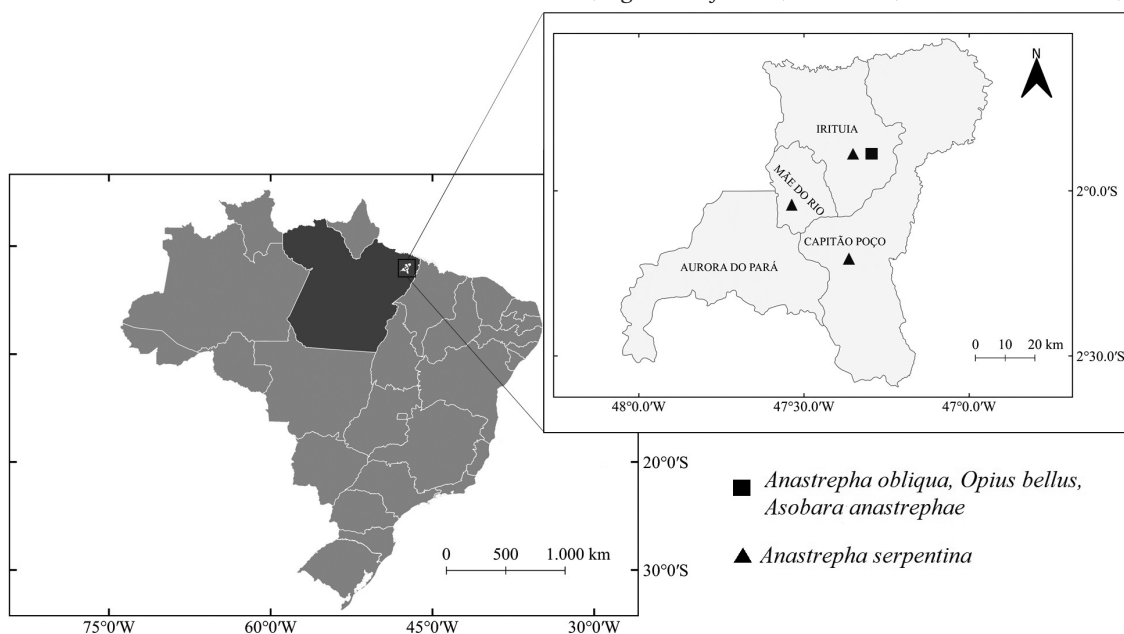 N
IRITUIA
MÃE DO RIO
CAPITÃO POÇO
AURORA DO PARÁ
0 10 20 km
2°0.0'S
2°30.0'S
48°0.0'W 47°30.0'W 47°0.0'W
20°0'S
30°0'S
0 500 1.000 km
75°0'W 60°0'W 45°0'W 30°0'W
Anastrepha obliqua, Opius bellus,
Asobara anastrephae
Anastrepha serpentina